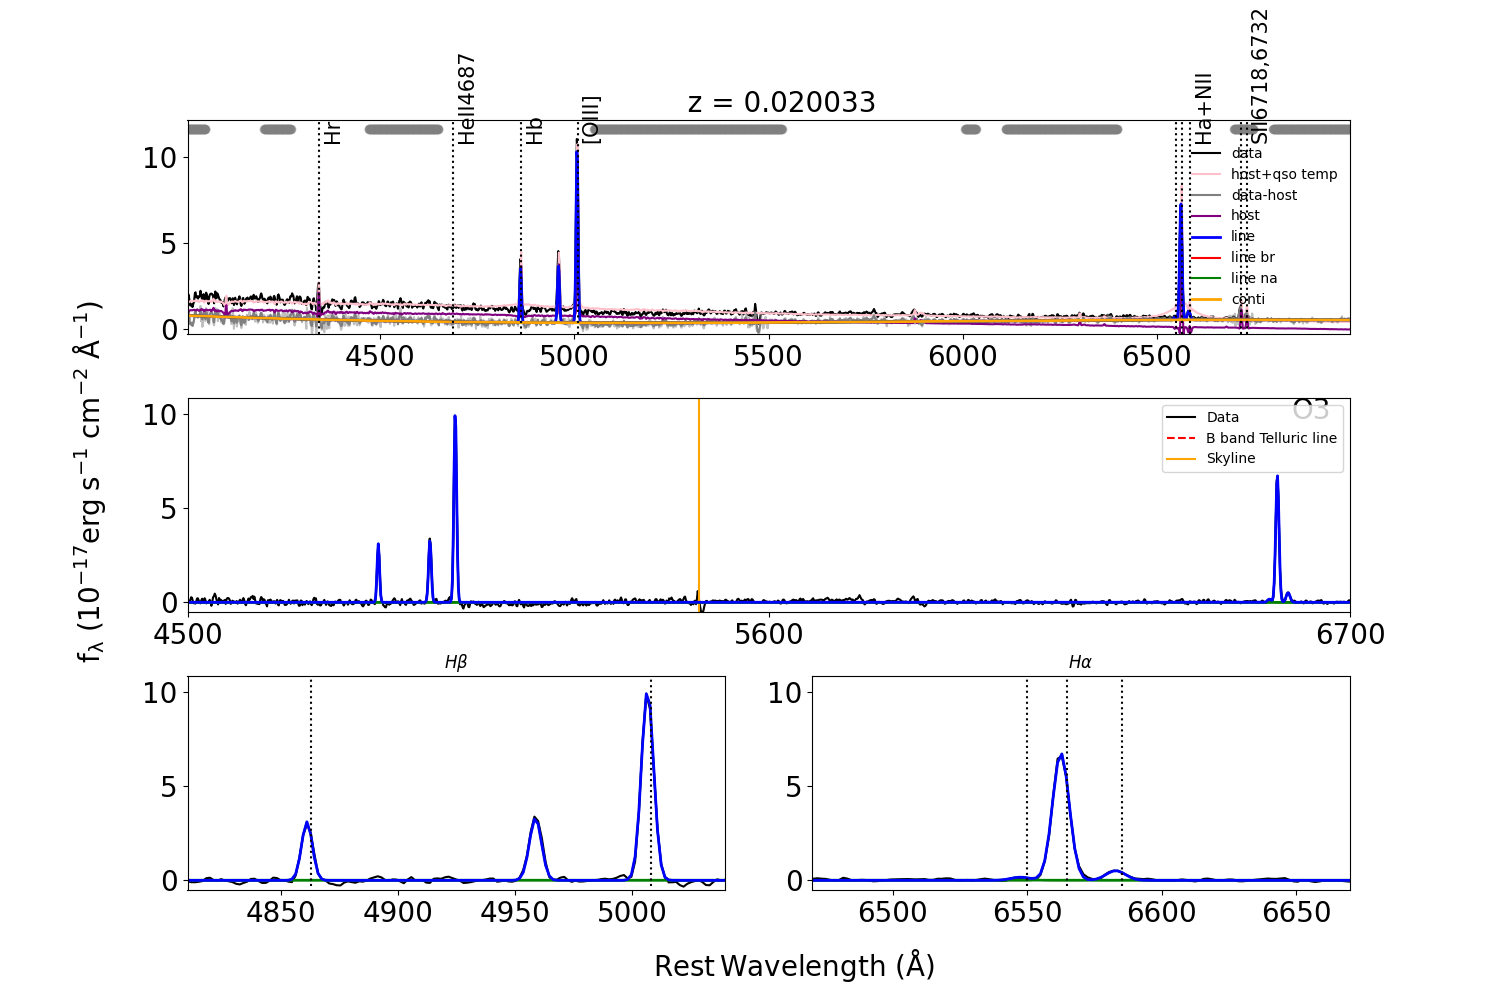 z = 0.020033
Hr
HeII4687
Hb
[OIII]
Ha+NII
SII6718,6732
10
5
0
data
host+qso temp
data-host
host
line
line br
line na
conti
4500
5000
5500
6000
6500
fλ (10⁻¹⁷erg s⁻¹ cm⁻² Å⁻¹)
10
5
0
O3
Data
B band Telluric line
Skyline
4500
5600
6700
Hβ
10
5
0
4850
4900
4950
5000
Hα
10
5
0
6500
6550
6600
6650
Rest Wavelength (Å)